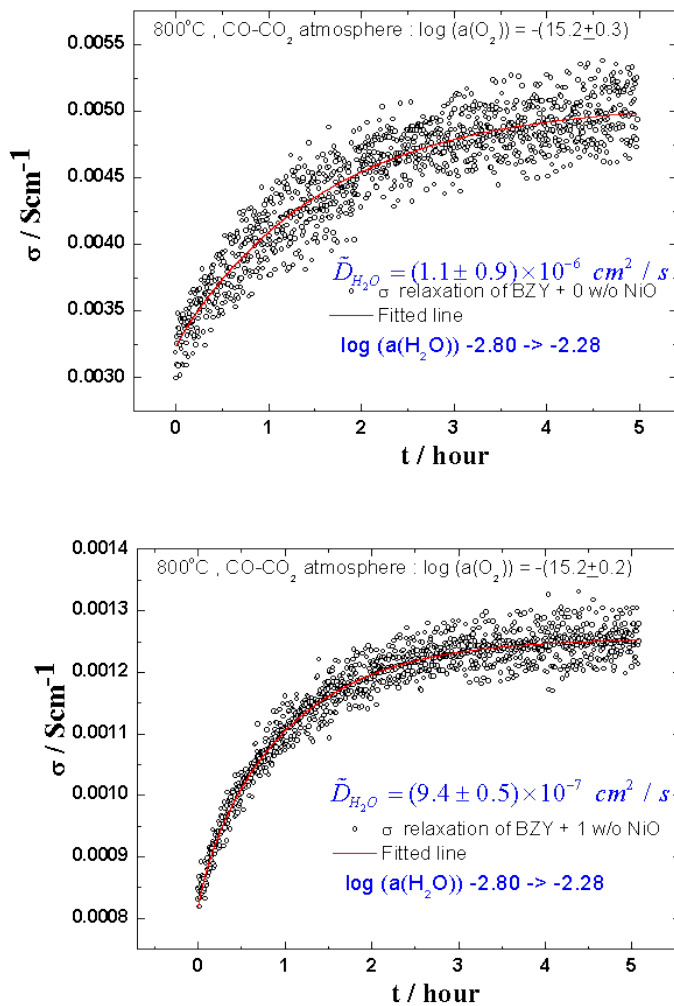 800°C , CO-CO₂ atmosphere : log (a(O₂)) = -(15.2±0.3)
0.0055
0.0050
0.0045
0.0040
0.0035
0.0030
σ / Scm⁻¹
D̃_H₂O = (1.1 ± 0.9)×10⁻⁶ cm² / s
σ relaxation of BZY + 0 w/o NiO
Fitted line
log (a(H₂O)) -2.80 -> -2.28
0 1 2 3 4 5
t / hour
800°C , CO-CO₂ atmosphere : log (a(O₂)) = -(15.2±0.2)
0.0014
0.0013
0.0012
0.0011
0.0010
0.0009
0.0008
σ / Scm⁻¹
D̃_H₂O = (9.4 ± 0.5)×10⁻⁷ cm² / s
σ relaxation of BZY + 1 w/o NiO
Fitted line
log (a(H₂O)) -2.80 -> -2.28
0 1 2 3 4 5
t / hour